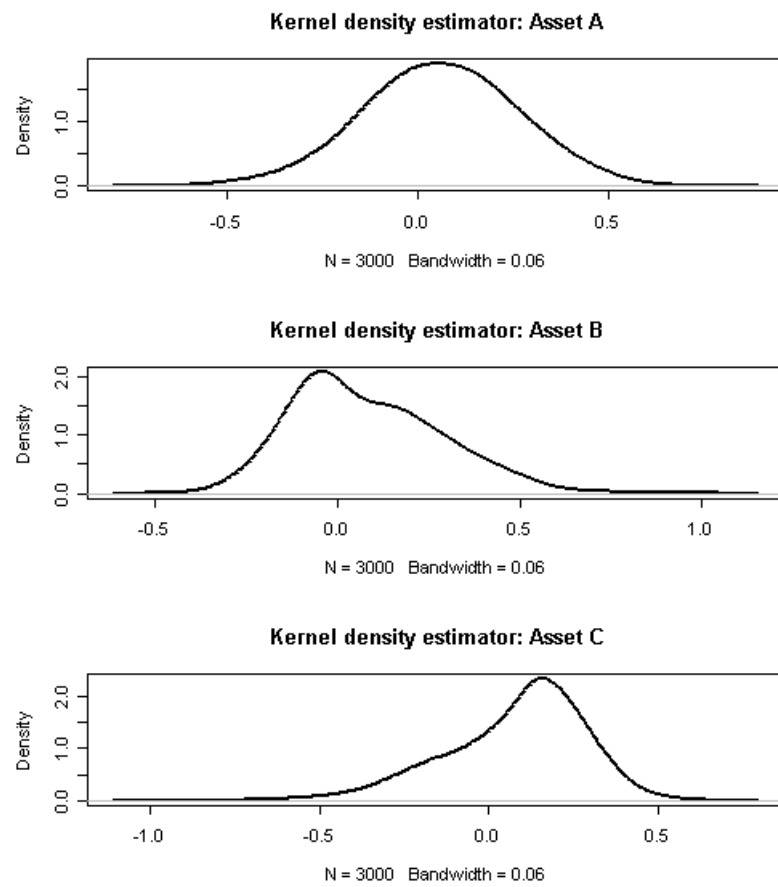 Kernel density estimator: Asset A
Density
1.0
0.0
-0.5 0.0 0.5
N = 3000 Bandwidth = 0.06
Kernel density estimator: Asset B
Density
2.0
1.0
0.0
-0.5 0.0 0.5 1.0
N = 3000 Bandwidth = 0.06
Kernel density estimator: Asset C
Density
2.0
1.0
0.0
-1.0 -0.5 0.0 0.5
N = 3000 Bandwidth = 0.06